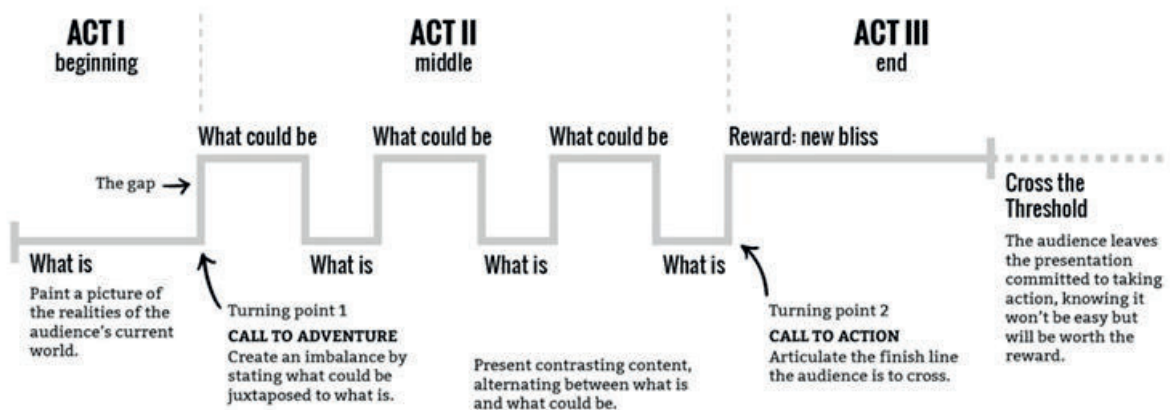 ACT I
beginning
ACT II
middle
ACT III
end
What could be
What could be
What could be
Reward: new bliss
The gap
Cross the
Threshold
The audience leaves
the presentation
committed to taking
action, knowing it
won't be easy but
will be worth the
reward.
What is
Paint a picture of
the realities of the
audience's current
world.
What is
What is
What is
Turning point 1
CALL TO ADVENTURE
Create an imbalance by
stating what could be
juxtaposed to what is.
Present contrasting content,
alternating between what is
and what could be.
Turning point 2
CALL TO ACTION
Articulate the finish line
the audience is to cross.